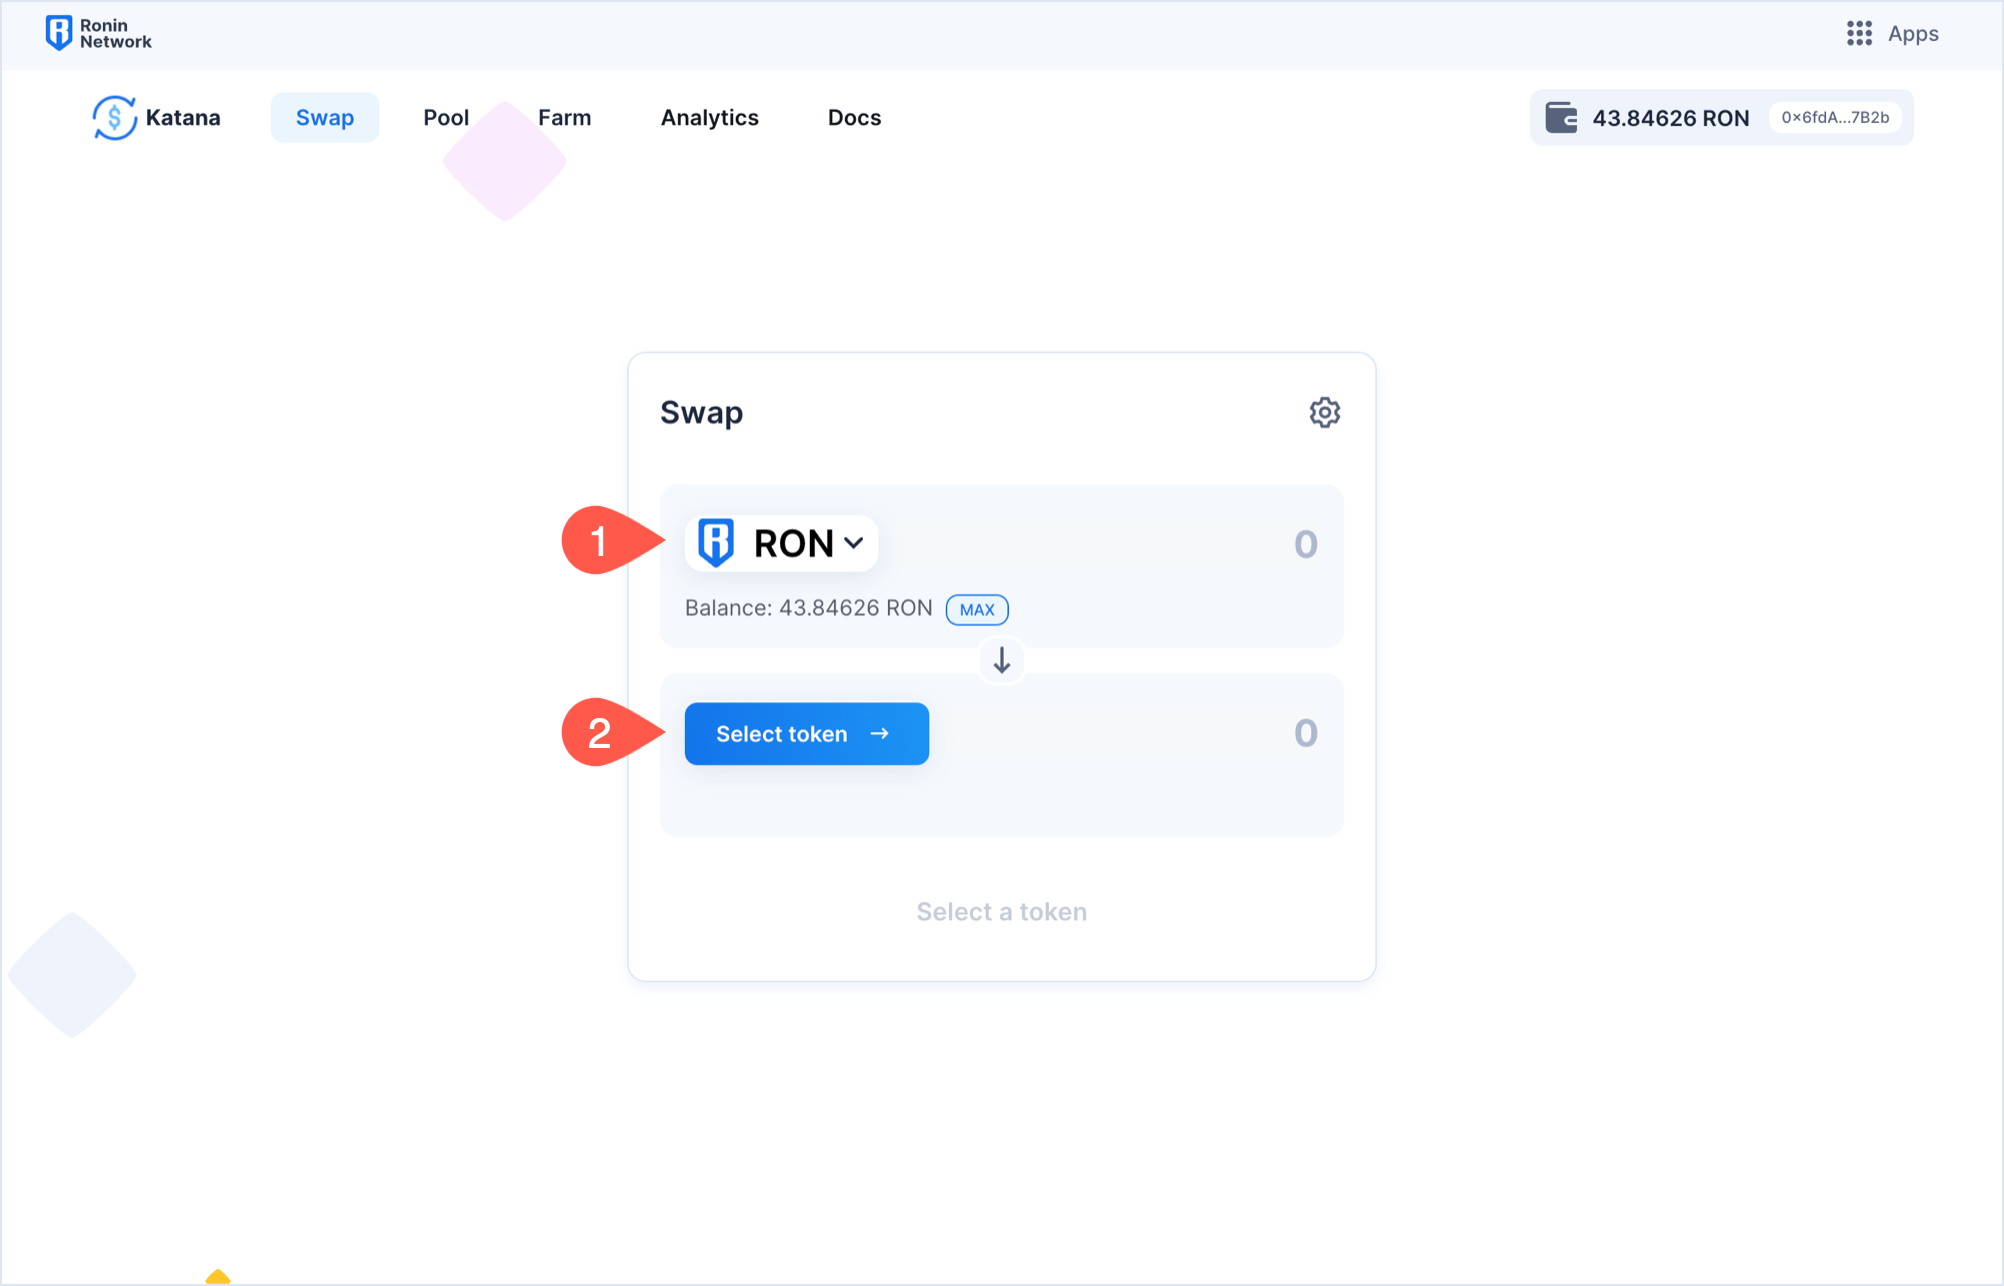 Ronin
Network
Apps
Katana
Swap
Pool
Farm
Analytics
Docs
43.84626 RON
0x6fdA...7B2b
Swap
1
RON
0
Balance: 43.84626 RON
MAX
2
Select token
0
Select a token